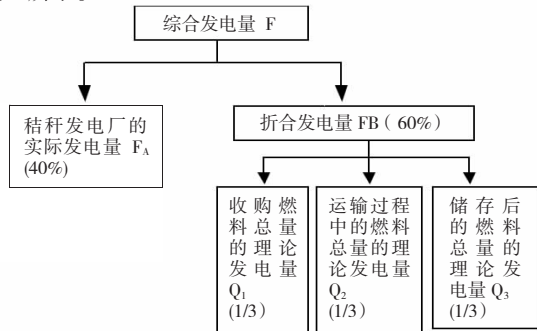 综合发电量 F
秸秆发电厂的
实际发电量 FA
(40%)
折合发电量 FB（60%）
收购燃
料总量
的理论
发电量
Q1
(1/3)
运输过程
中的燃料
总量的理
论发电量
Q2
(1/3)
储存后
的燃料
总量的
理论发
电量 Q3
(1/3)